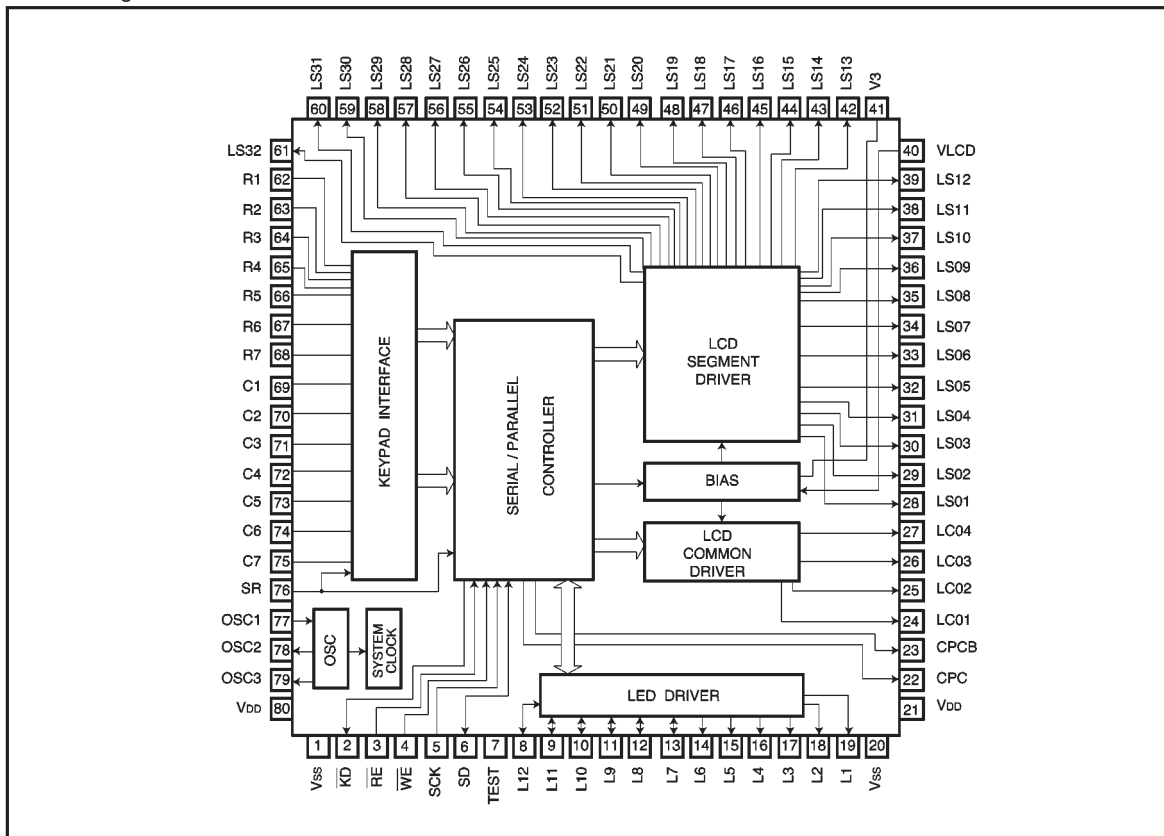 LS31 LS30 LS29 LS28 LS27 LS26 LS25 LS24 LS23 LS22 LS21 LS20 LS19 LS18 LS17 LS16 LS15 LS14 LS13 V3
60 59 58 57 56 55 54 53 52 51 50 49 48 47 46 45 44 43 42 41
LS32 61
R1 62
R2 63
R3 64
R4 65
R5 66
R6 67
R7 68
C1 69
C2 70
C3 71
C4 72
C5 73
C6 74
C7 75
SR 76
OSC1 77
OSC2 78
OSC3 79
VDD 80
KEYPAD INTERFACE
SERIAL / PARALLEL
CONTROLLER
LCD
SEGMENT
DRIVER
BIAS
LCD
COMMON
DRIVER
OSC
SYSTEM
CLOCK
LED DRIVER
40 VLCD
39 LS12
38 LS11
37 LS10
36 LS09
35 LS08
34 LS07
33 LS06
32 LS05
31 LS04
30 LS03
29 LS02
28 LS01
27 LC04
26 LC03
25 LC02
24 LC01
23 CPCB
22 CPC
21 VDD
1 2 3 4 5 6 7 8 9 10 11 12 13 14 15 16 17 18 19 20
Vss KD RE WE SCK SD TEST L12 L11 L10 L9 L8 L7 L6 L5 L4 L3 L2 L1 Vss